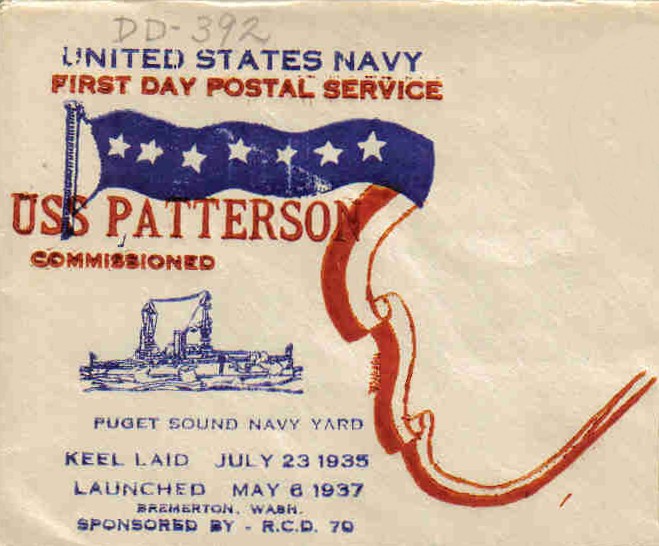 DD-392
UNITED STATES NAVY
FIRST DAY POSTAL SERVICE
USS PATTERSON
COMMISSIONED
PUGET SOUND NAVY YARD
KEEL LAID JULY 23 1935
LAUNCHED MAY 6 1937
BREMERTON, WASH.
SPONSORED BY - R.C.D. 70